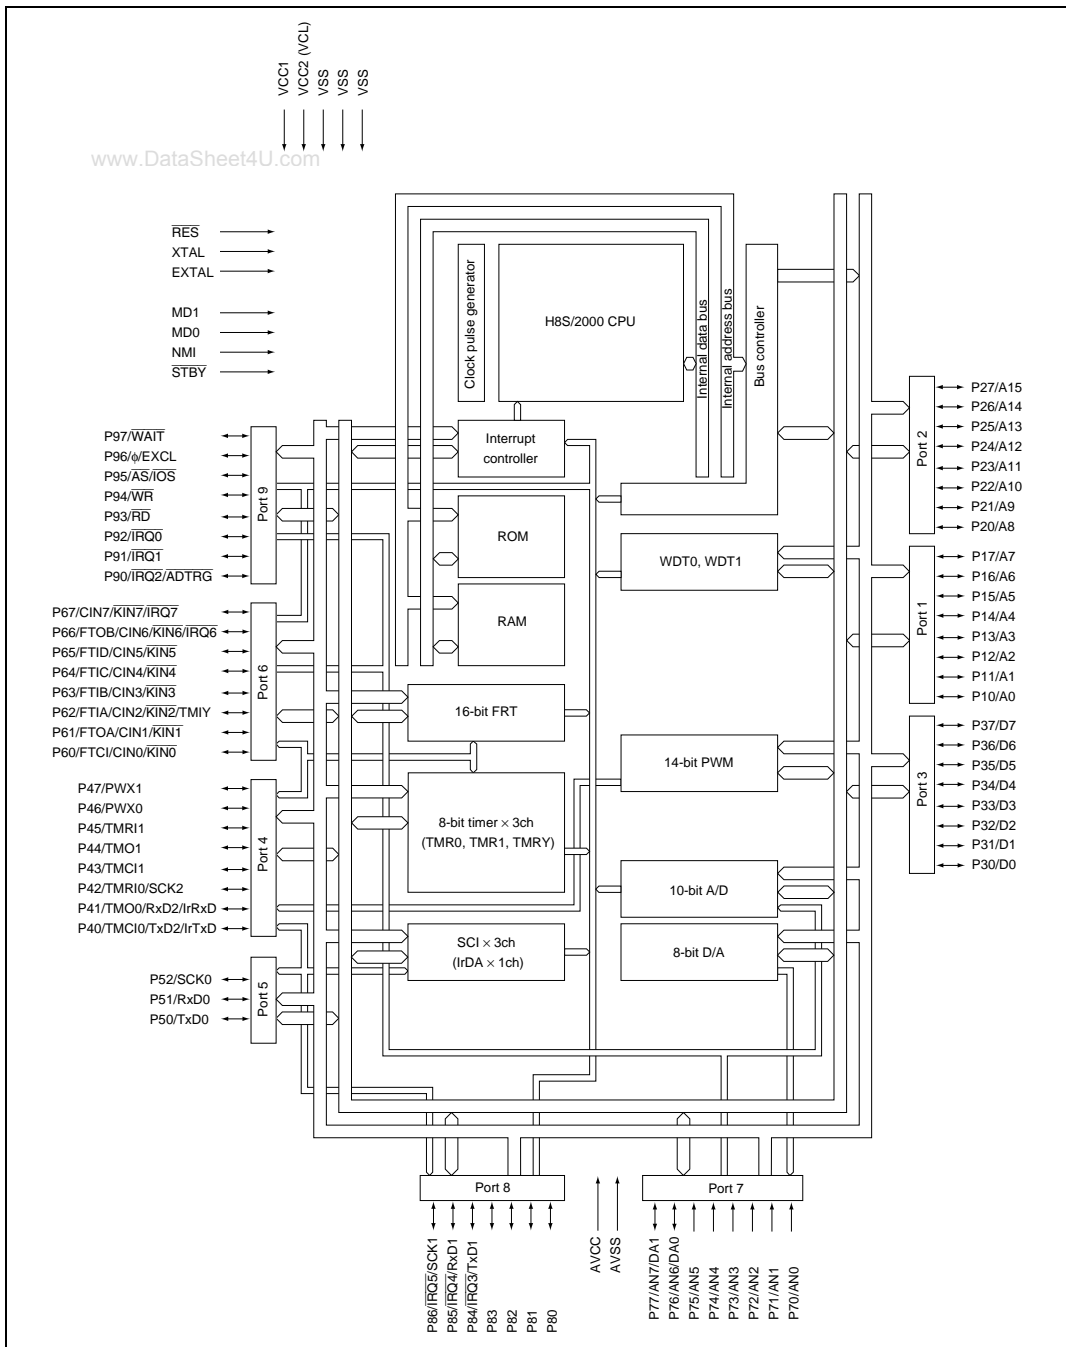 VCC1
VCC2 (VCL)
VSS
VSS
VSS
www.DataSheet4U.com
RES
XTAL
EXTAL
MD1
MD0
NMI
STBY
Clock pulse generator
H8S/2000 CPU
Internal data bus
Internal address bus
Bus controller
Interrupt
controller
ROM
RAM
WDT0, WDT1
16-bit FRT
14-bit PWM
8-bit timer × 3ch
(TMR0, TMR1, TMRY)
10-bit A/D
SCI × 3ch
(IrDA × 1ch)
8-bit D/A
P97/WAIT
P96/φ/EXCL
P95/AS/IOS
P94/WR
P93/RD
P92/IRQ0
P91/IRQ1
P90/IRQ2/ADTRG
Port 9
P67/CIN7/KIN7/IRQ7
P66/FTOB/CIN6/KIN6/IRQ6
P65/FTID/CIN5/KIN5
P64/FTIC/CIN4/KIN4
P63/FTIB/CIN3/KIN3
P62/FTIA/CIN2/KIN2/TMIY
P61/FTOA/CIN1/KIN1
P60/FTCI/CIN0/KIN0
Port 6
P47/PWX1
P46/PWX0
P45/TMRI1
P44/TMO1
P43/TMCI1
P42/TMRI0/SCK2
P41/TMO0/RxD2/IrRxD
P40/TMCI0/TxD2/IrTxD
Port 4
P52/SCK0
P51/RxD0
P50/TxD0
Port 5
Port 2
P27/A15
P26/A14
P25/A13
P24/A12
P23/A11
P22/A10
P21/A9
P20/A8
Port 1
P17/A7
P16/A6
P15/A5
P14/A4
P13/A3
P12/A2
P11/A1
P10/A0
Port 3
P37/D7
P36/D6
P35/D5
P34/D4
P33/D3
P32/D2
P31/D1
P30/D0
Port 8
P86/IRQ5/SCK1
P85/IRQ4/RxD1
P84/IRQ3/TxD1
P83
P82
P81
P80
AVCC
AVSS
Port 7
P77/AN7/DA1
P76/AN6/DA0
P75/AN5
P74/AN4
P73/AN3
P72/AN2
P71/AN1
P70/AN0